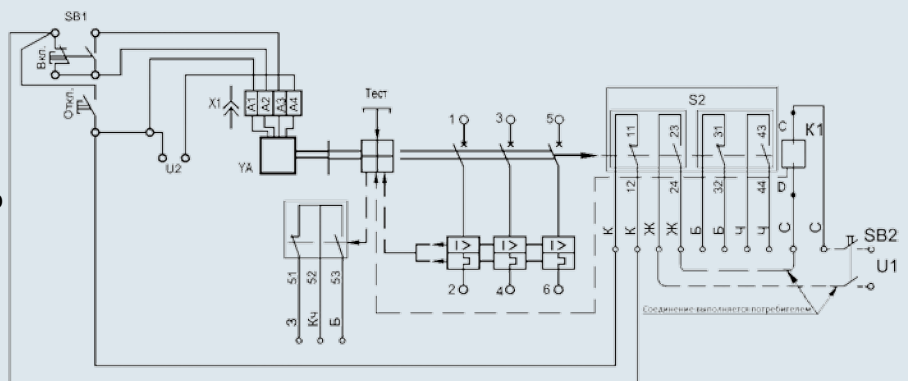 SB1
Вкл.
Откл.
X1
A1 A2 A3 A4
YA
U2
Тест
1 3 5
2 4 6
51 52 53
З Кч Б
S2
11 23 31 43
12 24 32 44
К К Ж Ж Б Б Ч Ч С С
C
D
K1
SB2
U1
Соединение выполняется потребителем